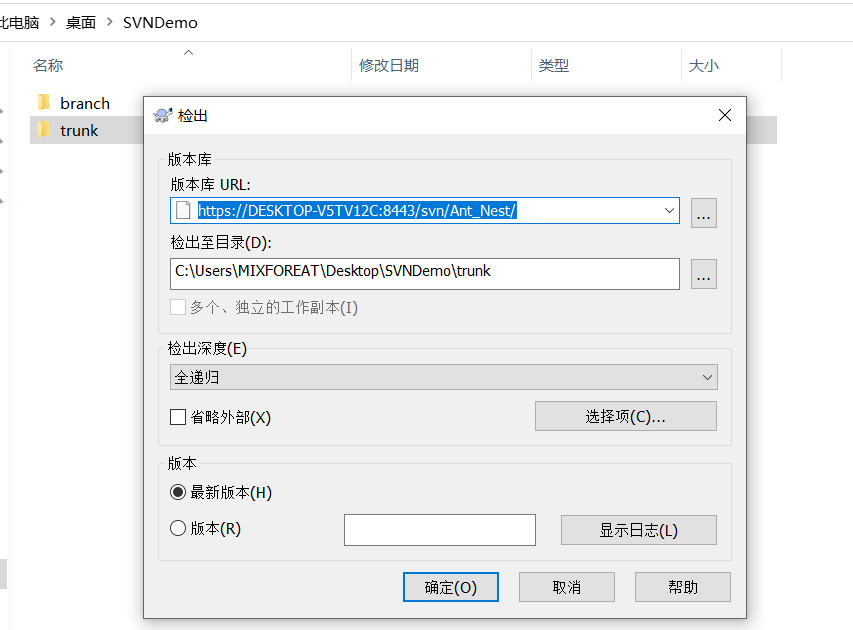 此电脑 > 桌面 > SVNDemo
名称 修改日期 类型 大小
branch
trunk
检出
版本库
版本库 URL:
https://DESKTOP-V5TV12C:8443/svn/Ant_Nest/
...
检出至目录(D):
C:\Users\MIXFOREAT\Desktop\SVNDemo\trunk
...
多个、独立的工作副本(I)
检出深度(E)
全递归
省略外部(X)
选择项(C)...
版本
最新版本(H)
版本(R)
显示日志(L)
确定(O) 取消 帮助